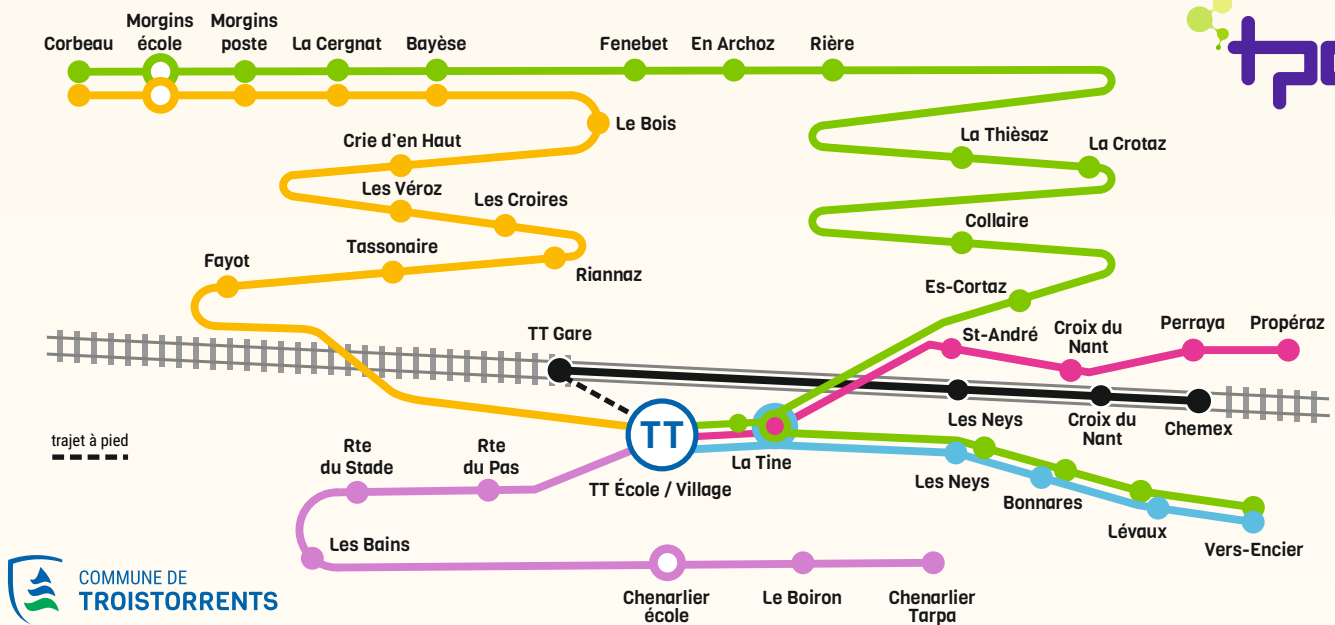 Corbeau
Morgins
école
Morgins
poste
La Cergnat
Bayèse
Fenebet
En Archoz
Rière
Le Bois
Crie d'en Haut
Les Véroz
Les Croires
Tassonaire
Riannaz
Fayot
La Thièsaz
La Crotaz
Collaire
Es-Cortaz
TT Gare
St-André
Croix du
Nant
Perraya
Propéraz
Les Neys
Croix du
Nant
Chemex
trajet à pied
TT
TT École / Village
La Tine
Les Neys
Bonnares
Lévaux
Vers-Encier
Rte
du Stade
Rte
du Pas
Les Bains
Chenarlier
école
Le Boiron
Chenarlier
Tarpa
COMMUNE DE
TROISTORRENTS